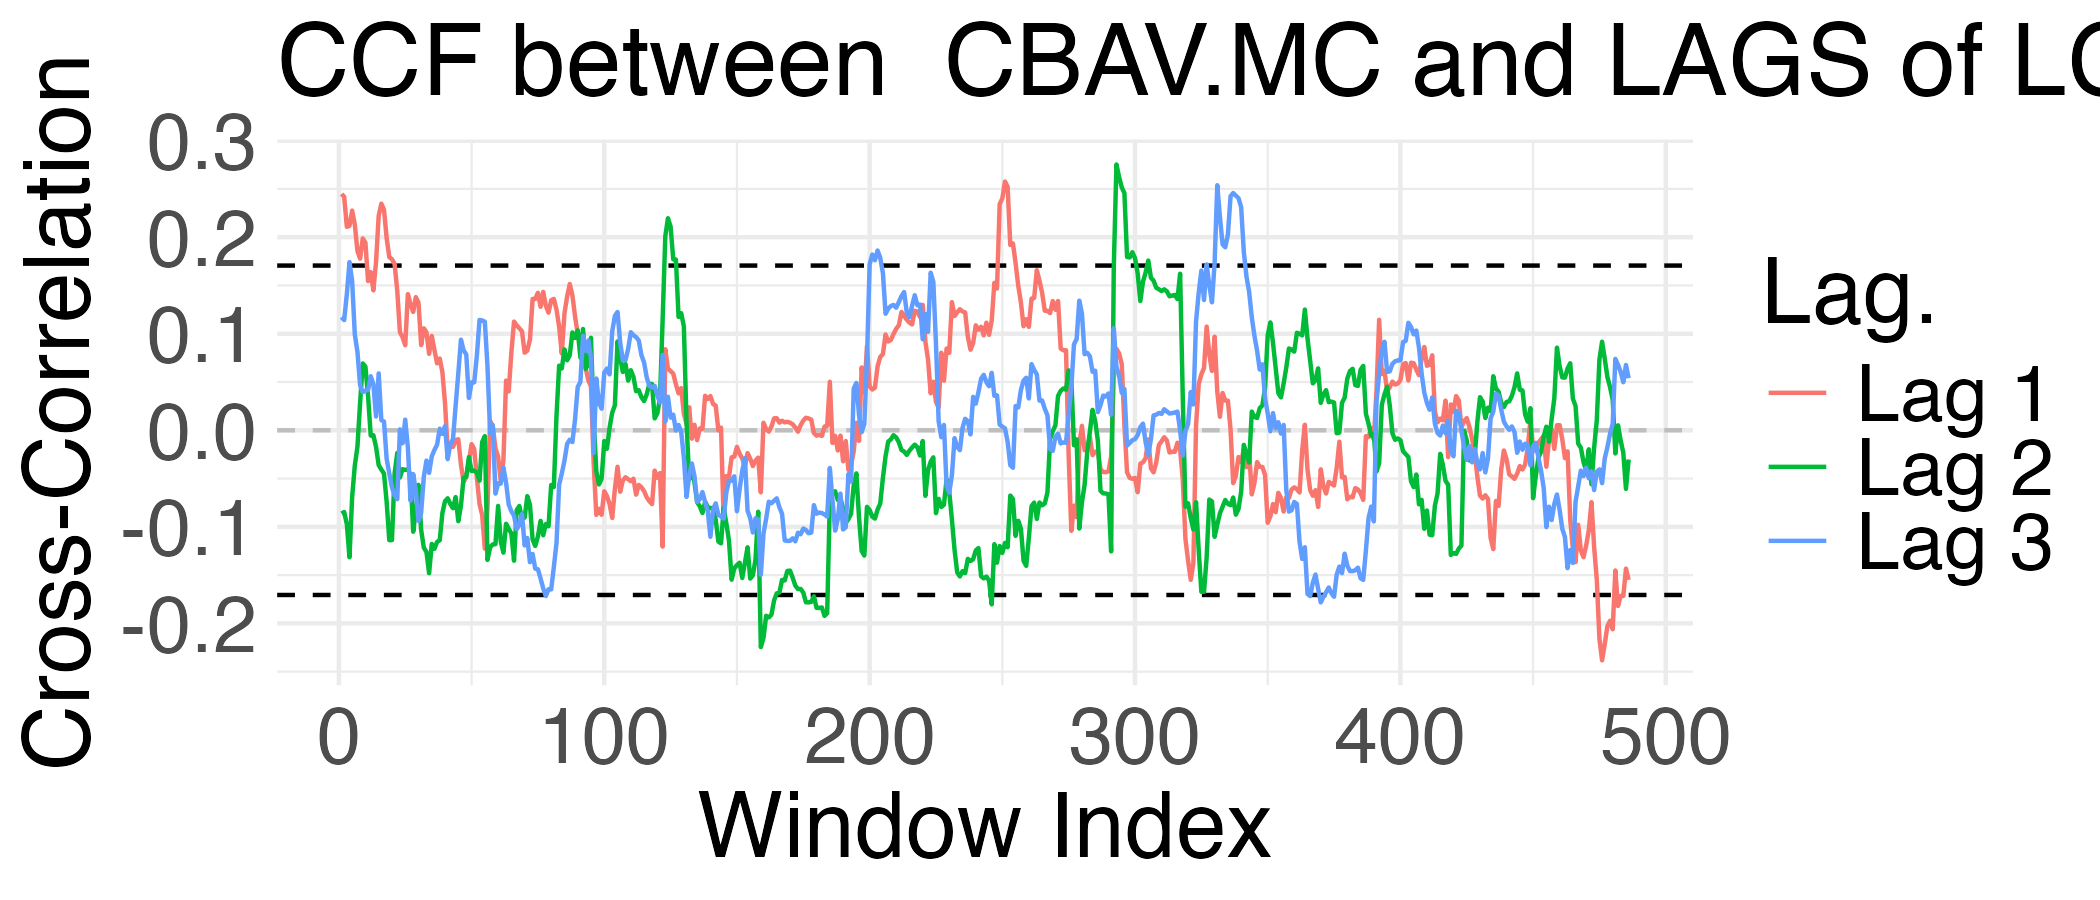 CCF between  CBAV.MC and LAGS of
Cross-Correlation
0.3
0.2
0.1
0.0
-0.1
-0.2
0
100
200
300
400
500
Window Index
Lag.
Lag 1
Lag 2
Lag 3